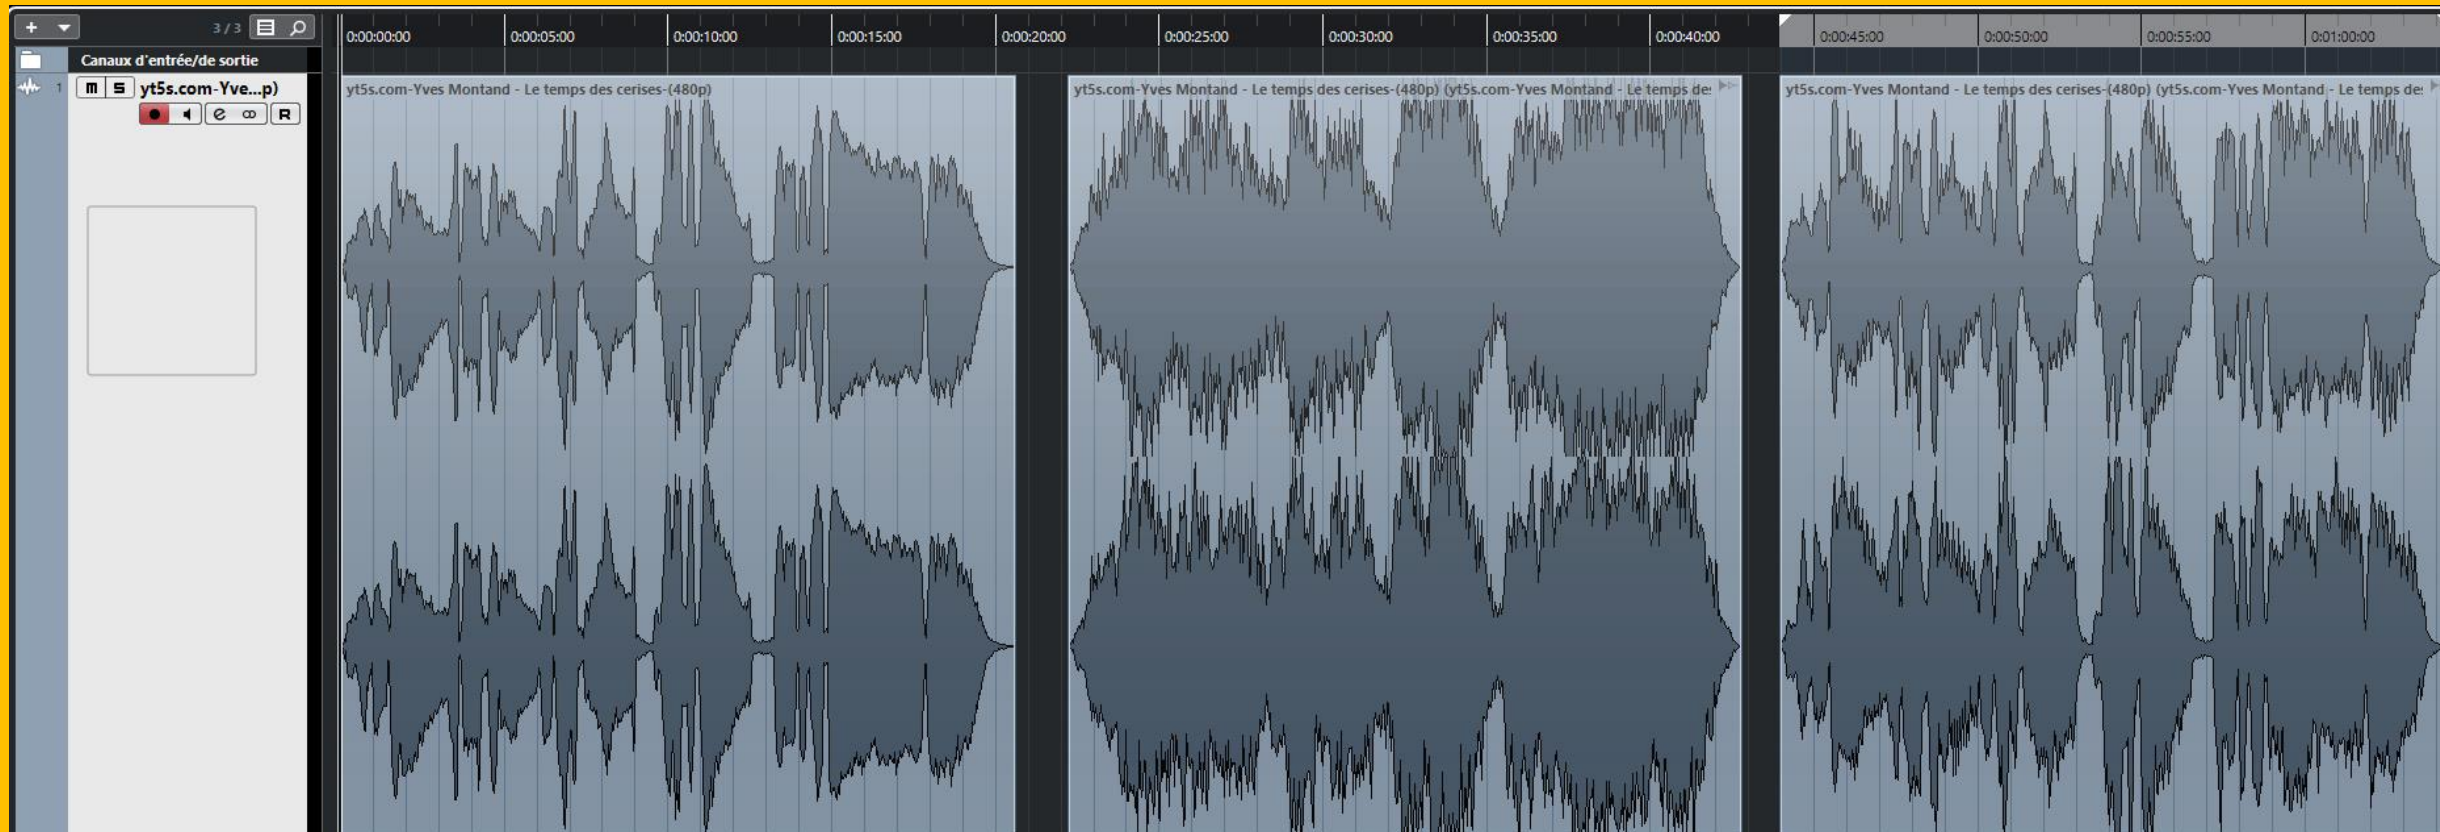 3 / 3
0:00:00:00 0:00:05:00 0:00:10:00 0:00:15:00 0:00:20:00 0:00:25:00 0:00:30:00 0:00:35:00 0:00:40:00 0:00:45:00 0:00:50:00 0:00:55:00 0:01:00:00
Canaux d'entrée/de sortie
1 m S yt5s.com-Yve...p)
e R
yt5s.com-Yves Montand - Le temps des cerises-(480p)
yt5s.com-Yves Montand - Le temps des cerises-(480p) (yt5s.com-Yves Montand - Le temps de
yt5s.com-Yves Montand - Le temps des cerises-(480p) (yt5s.com-Yves Montand - Le temps de